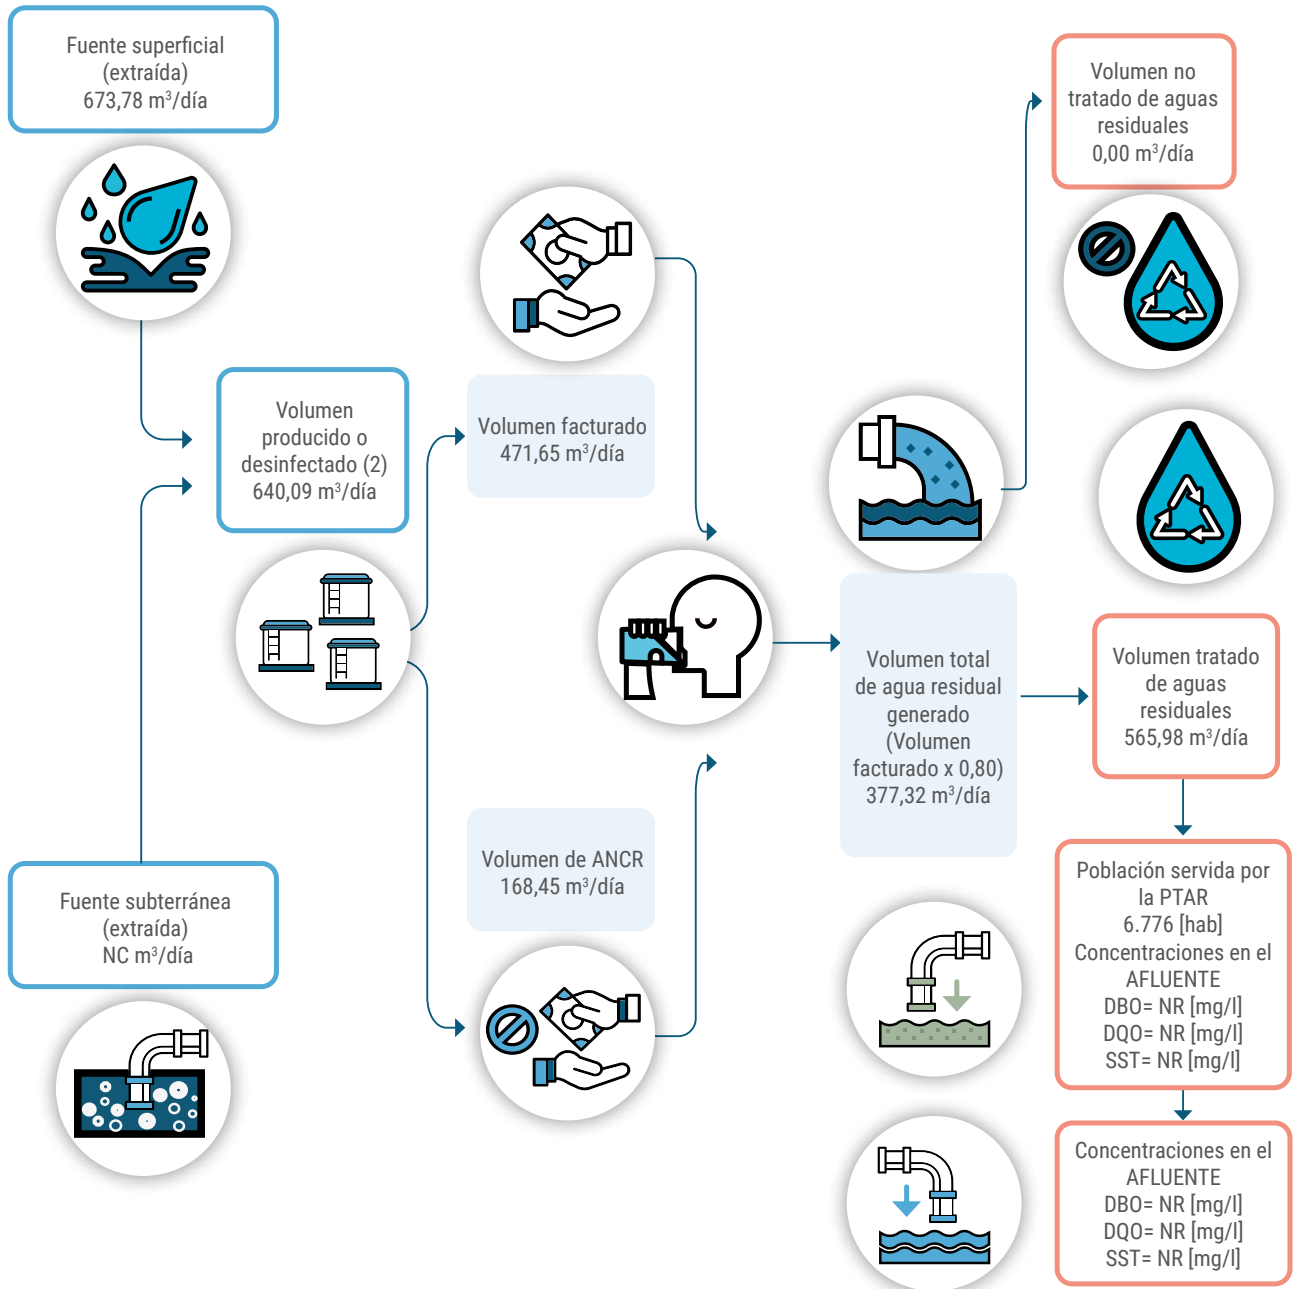 Fuente superficial
(extraída)
673,78 m³/día
Volumen
producido o
desinfectado (2)
640,09 m³/día
Fuente subterránea
(extraída)
NC m³/día
Volumen facturado
471,65 m³/día
Volumen de ANCR
168,45 m³/día
Volumen total
de agua residual
generado
(Volumen
facturado x 0,80)
377,32 m³/día
Volumen no
tratado de aguas
residuales
0,00 m³/día
Volumen tratado
de aguas
residuales
565,98 m³/día
Población servida por
la PTAR
6.776 [hab]
Concentraciones en el
AFLUENTE
DBO= NR [mg/l]
DQO= NR [mg/l]
SST= NR [mg/l]
Concentraciones en el
AFLUENTE
DBO= NR [mg/l]
DQO= NR [mg/l]
SST= NR [mg/l]